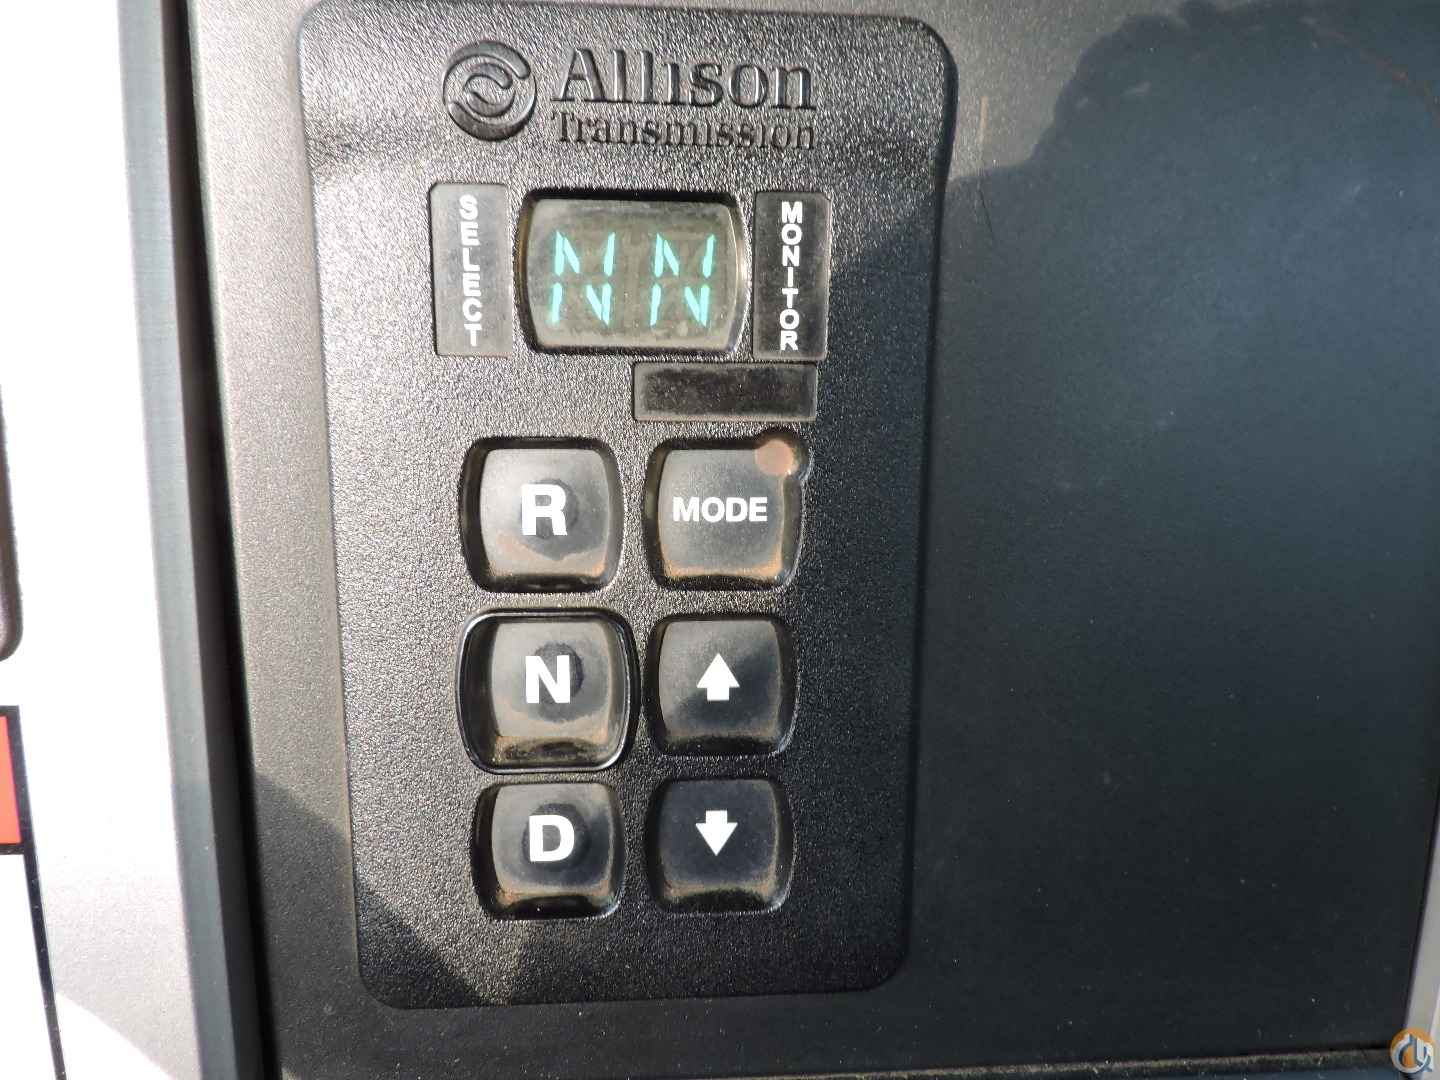 Allison
Transmission
SELECT
NN
MONITOR
R
MODE
N
D